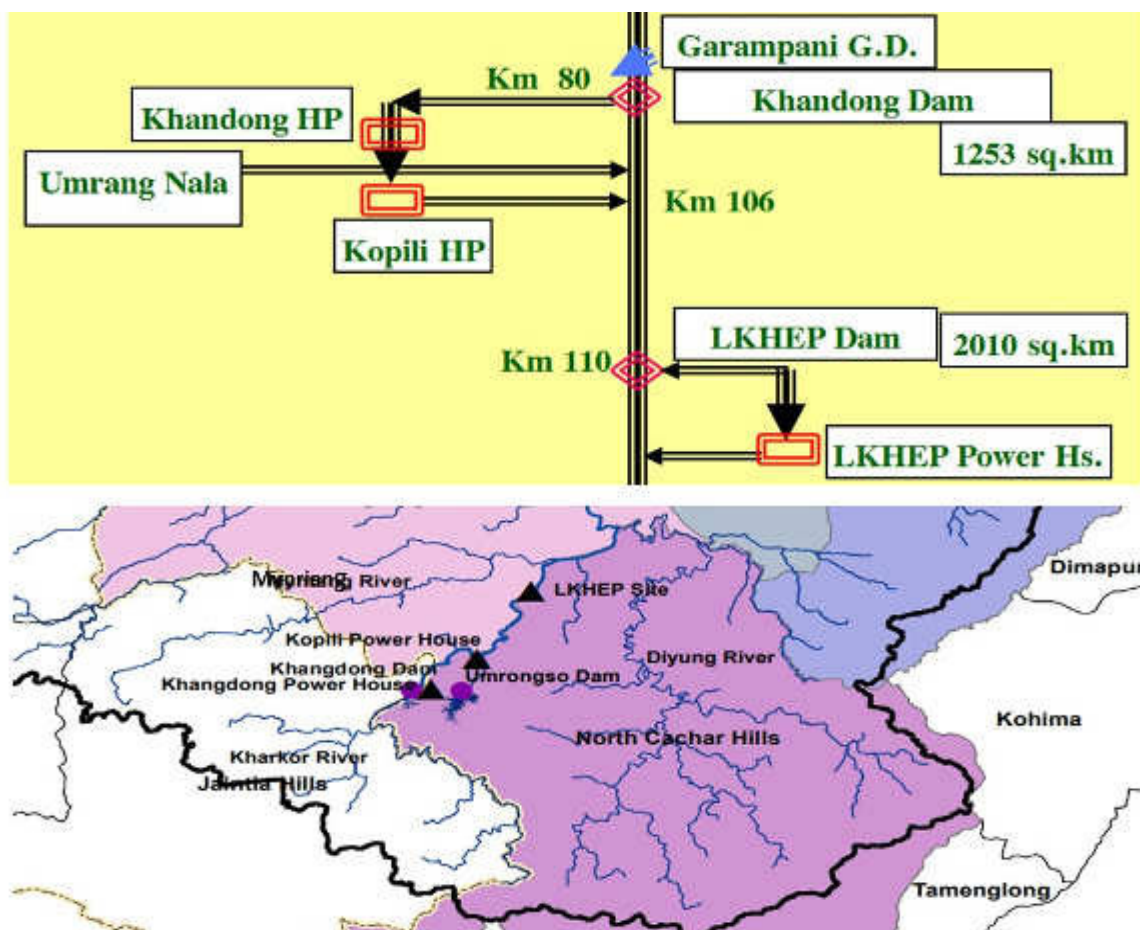 Garampani G.D.
Km 80
Khandong Dam
Khandong HP
1253 sq.km
Umrang Nala
Km 106
Kopili HP
LKHEP Dam
2010 sq.km
Km 110
LKHEP Power Hs.
Dimapur
LKHEP Site
Kopili Power House
Diyung River
Khangdong Dam
Umrongso Dam
Khangdong Power House
Kohima
North Cachar Hills
Kharkor River
Jaintia Hills
Tamenglong